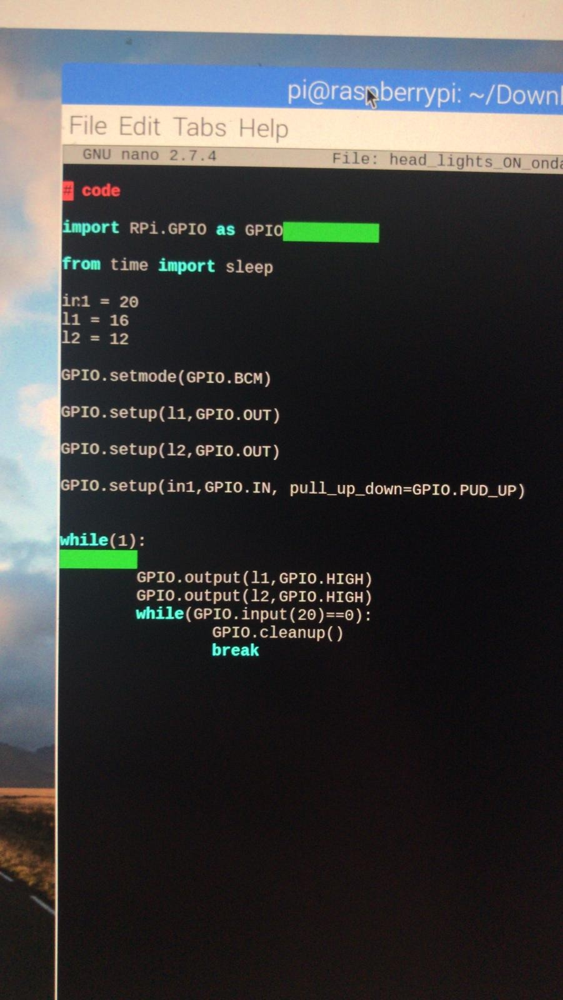 pi@raspberrypi: ~/Downl
File Edit Tabs Help
GNU nano 2.7.4 File: head_lights_ON_onda
# code
import RPi.GPIO as GPIO
from time import sleep
in1 = 20
l1 = 16
l2 = 12
GPIO.setmode(GPIO.BCM)
GPIO.setup(l1,GPIO.OUT)
GPIO.setup(l2,GPIO.OUT)
GPIO.setup(in1,GPIO.IN, pull_up_down=GPIO.PUD_UP)
while(1):
GPIO.output(l1,GPIO.HIGH)
GPIO.output(l2,GPIO.HIGH)
while(GPIO.input(20)==0):
GPIO.cleanup()
break